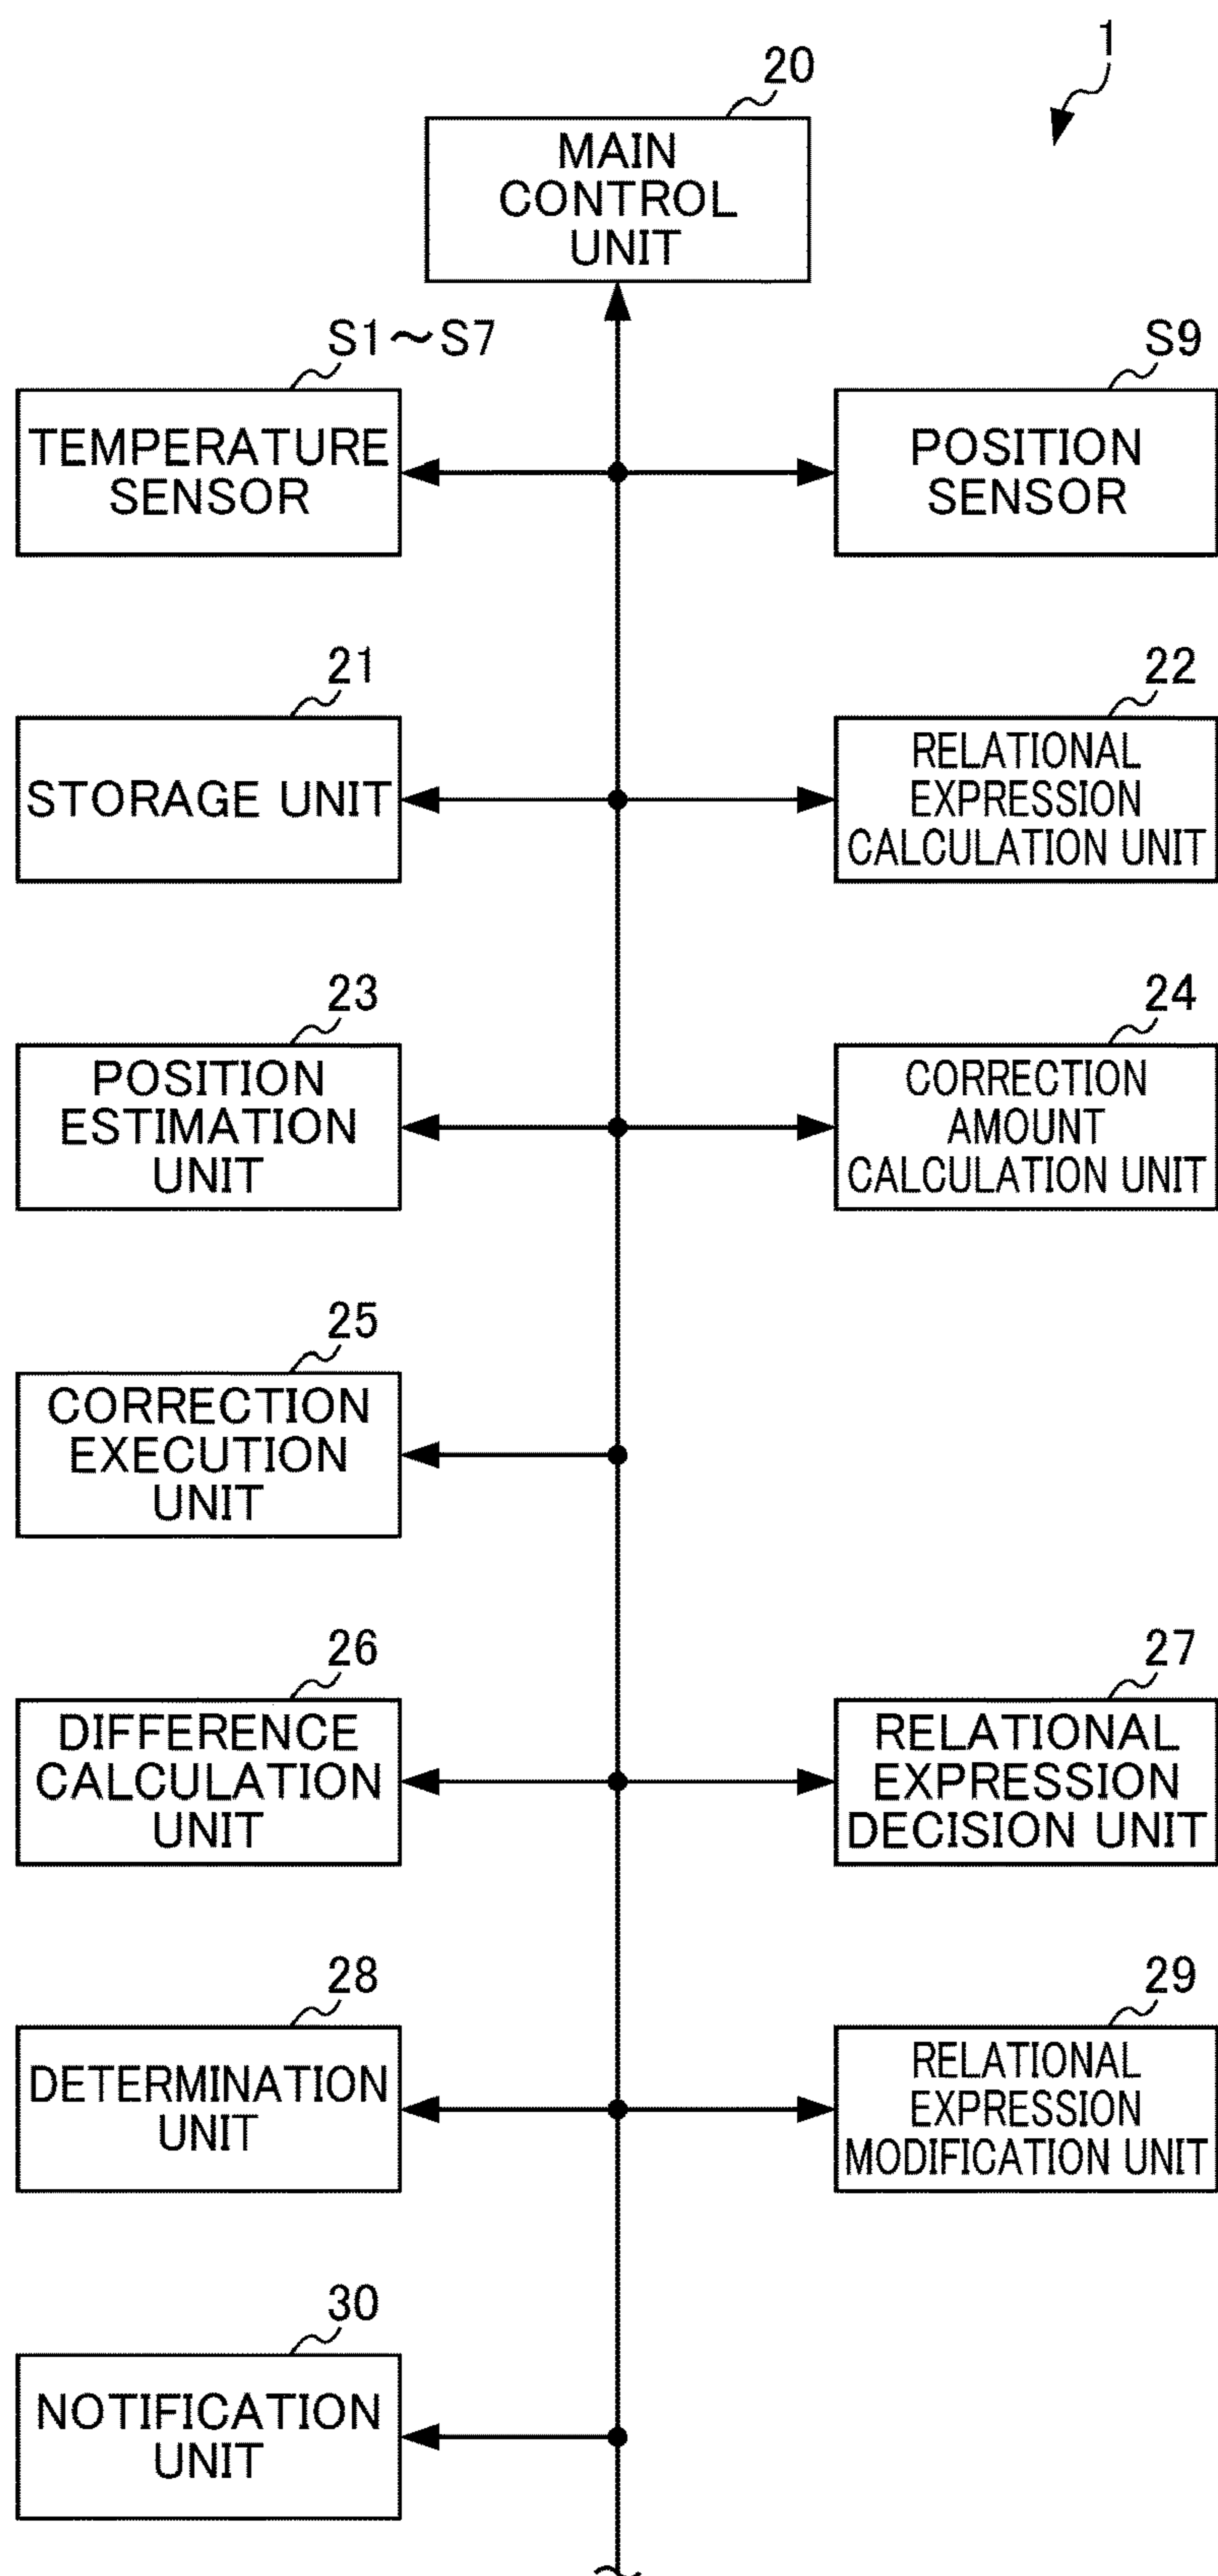 1
20
MAIN
CONTROL
UNIT
S1～S7
TEMPERATURE
SENSOR
S9
POSITION
SENSOR
21
STORAGE UNIT
22
RELATIONAL
EXPRESSION
CALCULATION UNIT
23
POSITION
ESTIMATION
UNIT
24
CORRECTION
AMOUNT
CALCULATION UNIT
25
CORRECTION
EXECUTION
UNIT
26
DIFFERENCE
CALCULATION
UNIT
27
RELATIONAL
EXPRESSION
DECISION UNIT
28
DETERMINATION
UNIT
29
RELATIONAL
EXPRESSION
MODIFICATION UNIT
30
NOTIFICATION
UNIT